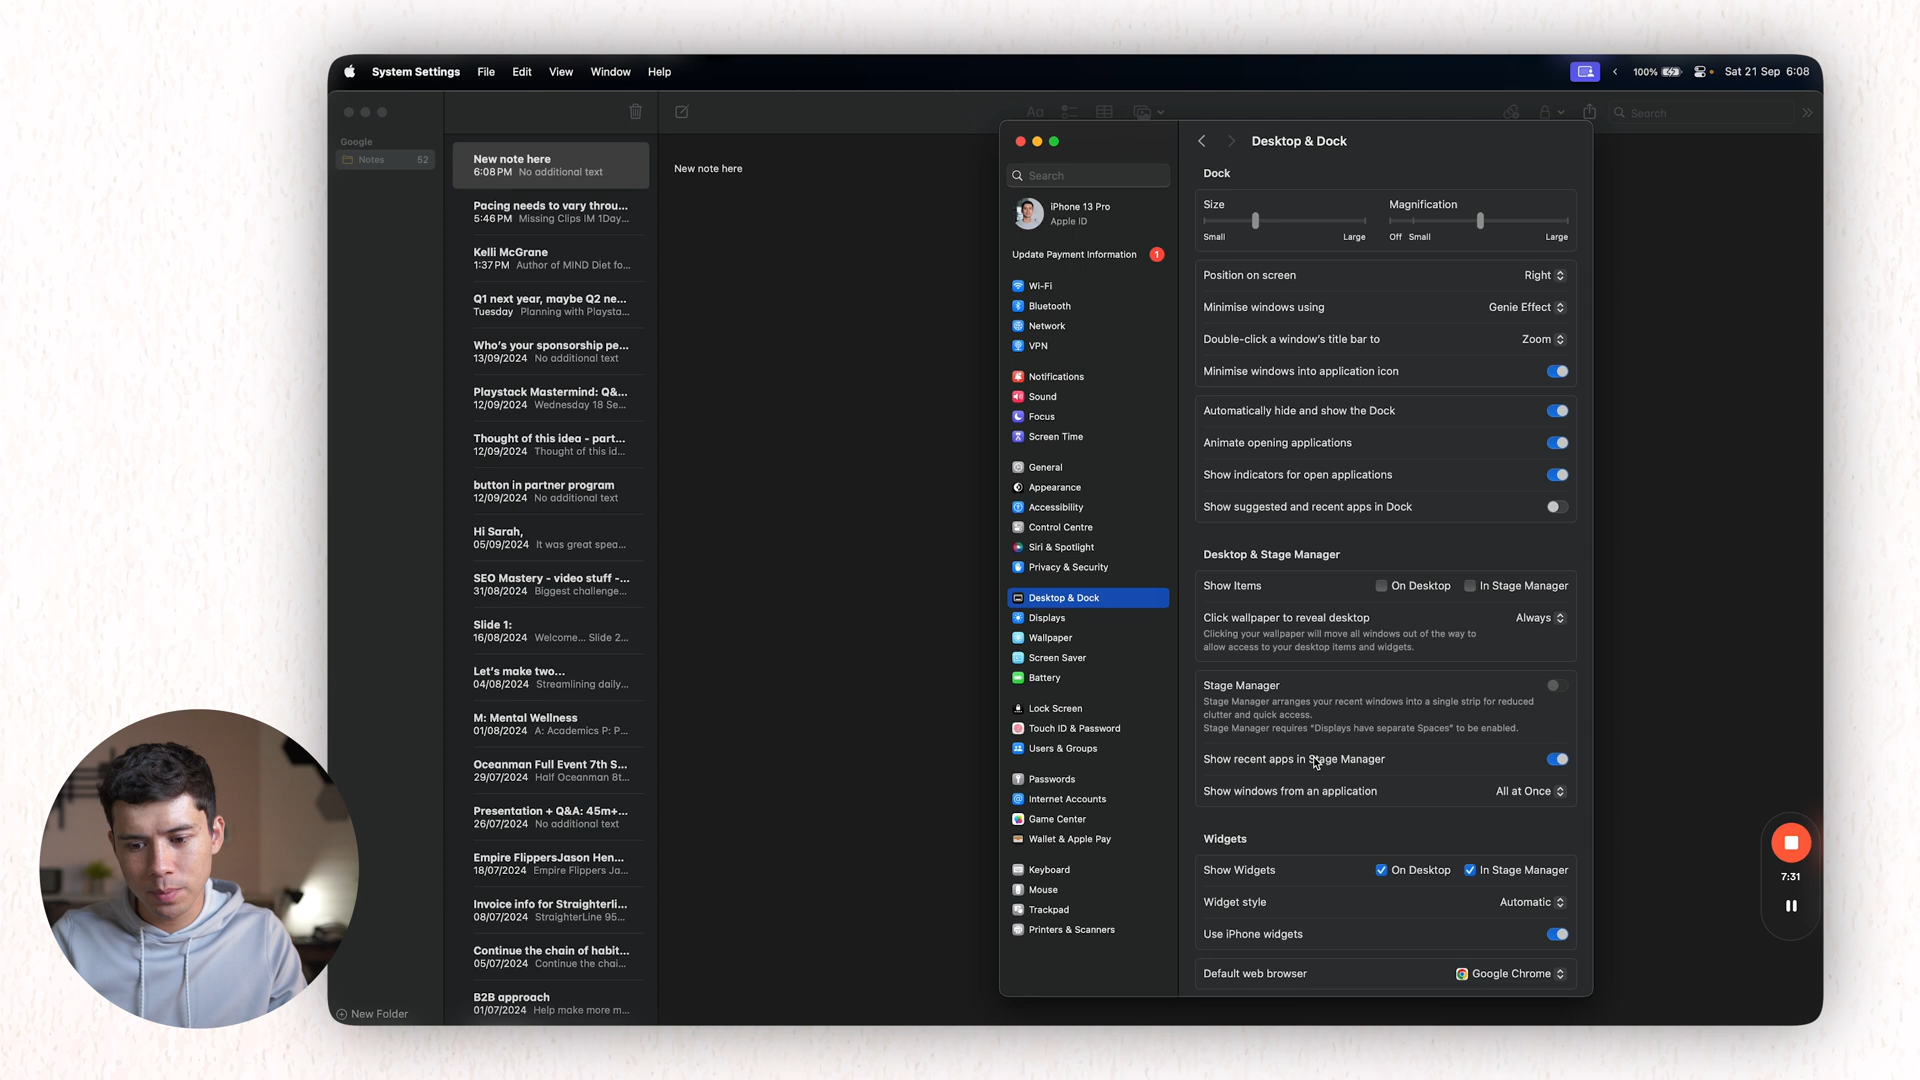 System Settings File Edit View Window Help
100% Sat 21 Sep 6:08
Aa
Search
Google
Notes 52
New note here
6:08 PM No additional text
Pacing needs to vary throu...
5:46 PM Missing Clips IM 1Day...
Kelli McGrane
1:37 PM Author of MIND Diet fo...
Q1 next year, maybe Q2 ne...
Tuesday Planning with Playsta...
Who's your sponsorship pe...
13/09/2024 No additional text
Playstack Mastermind: Q&...
12/09/2024 Wednesday 18 Se...
Thought of this idea - part...
12/09/2024 Thought of this id...
button in partner program
12/09/2024 No additional text
Hi Sarah,
05/09/2024 It was great spea...
SEO Mastery - video stuff -...
31/08/2024 Biggest challenge...
Slide 1:
16/08/2024 Welcome... Slide 2...
Let's make two...
04/08/2024 Streamlining daily...
M: Mental Wellness
01/08/2024 A: Academics P: P...
Oceanman Full Event 7th S...
29/07/2024 Half Oceanman 8t...
Presentation + Q&A: 45m+...
26/07/2024 No additional text
Empire FlippersJason Hen...
18/07/2024 Empire Flippers Ja...
Invoice info for Straighterli...
08/07/2024 StraighterLine 95...
Continue the chain of habit...
05/07/2024 Continue the chai...
B2B approach
01/07/2024 Help make more m...
New Folder
New note here
Search
iPhone 13 Pro
Apple ID
Update Payment Information 1
Wi-Fi
Bluetooth
Network
VPN
Notifications
Sound
Focus
Screen Time
General
Appearance
Accessibility
Control Centre
Siri & Spotlight
Privacy & Security
Desktop & Dock
Displays
Wallpaper
Screen Saver
Battery
Lock Screen
Touch ID & Password
Users & Groups
Passwords
Internet Accounts
Game Center
Wallet & Apple Pay
Keyboard
Mouse
Trackpad
Printers & Scanners
Desktop & Dock
Dock
Size Magnification
Small Large Off Small Large
Position on screen Right
Minimise windows using Genie Effect
Double-click a window's title bar to Zoom
Minimise windows into application icon
Automatically hide and show the Dock
Animate opening applications
Show indicators for open applications
Show suggested and recent apps in Dock
Desktop & Stage Manager
Show Items On Desktop In Stage Manager
Click wallpaper to reveal desktop Always
Clicking your wallpaper will move all windows out of the way to
allow access to your desktop items and widgets.
Stage Manager
Stage Manager arranges your recent windows into a single strip for reduced
clutter and quick access.
Stage Manager requires "Displays have separate Spaces" to be enabled.
Show recent apps in Stage Manager
Show windows from an application All at Once
Widgets
Show Widgets On Desktop In Stage Manager
Widget style Automatic
Use iPhone widgets
Default web browser Google Chrome
7:31